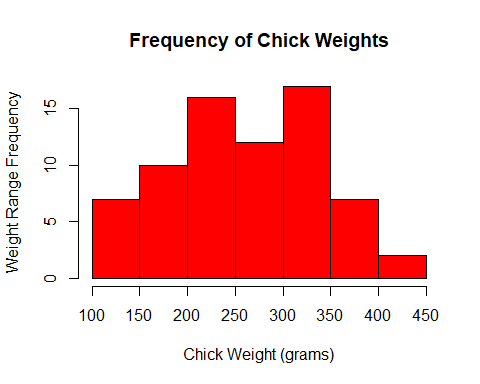 Frequency of Chick Weights
Weight Range Frequency
15
10
5
0
100 150 200 250 300 350 400 450
Chick Weight (grams)